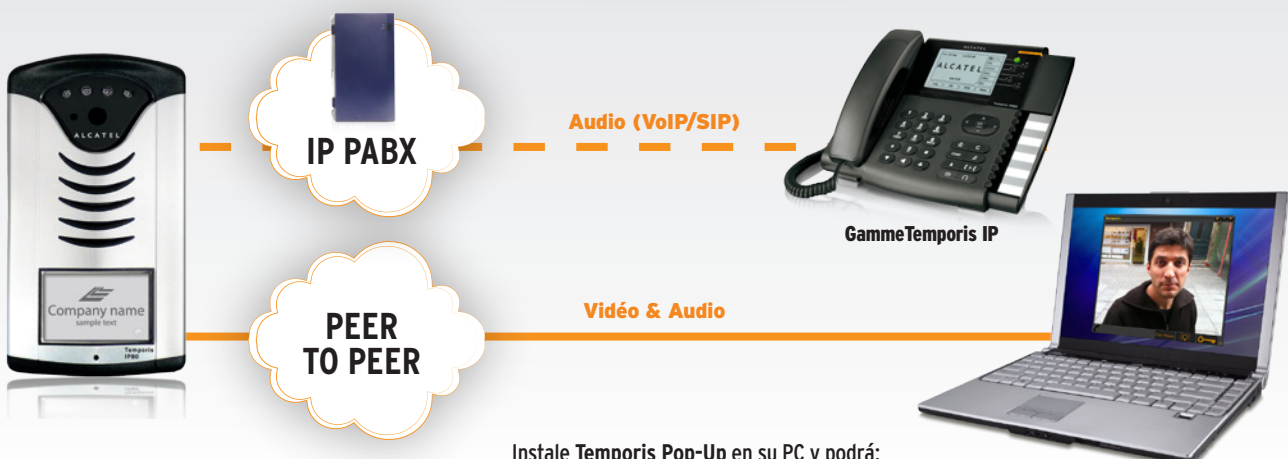 ALCATEL
Company name
sample text
Temporis
IP80
IP PABX
Audio (VoIP/SIP)
ALCATEL
GammeTemporis IP
PEER
TO PEER
Vidéo & Audio
Instale Temporis Pop-Up en su PC y podrá: